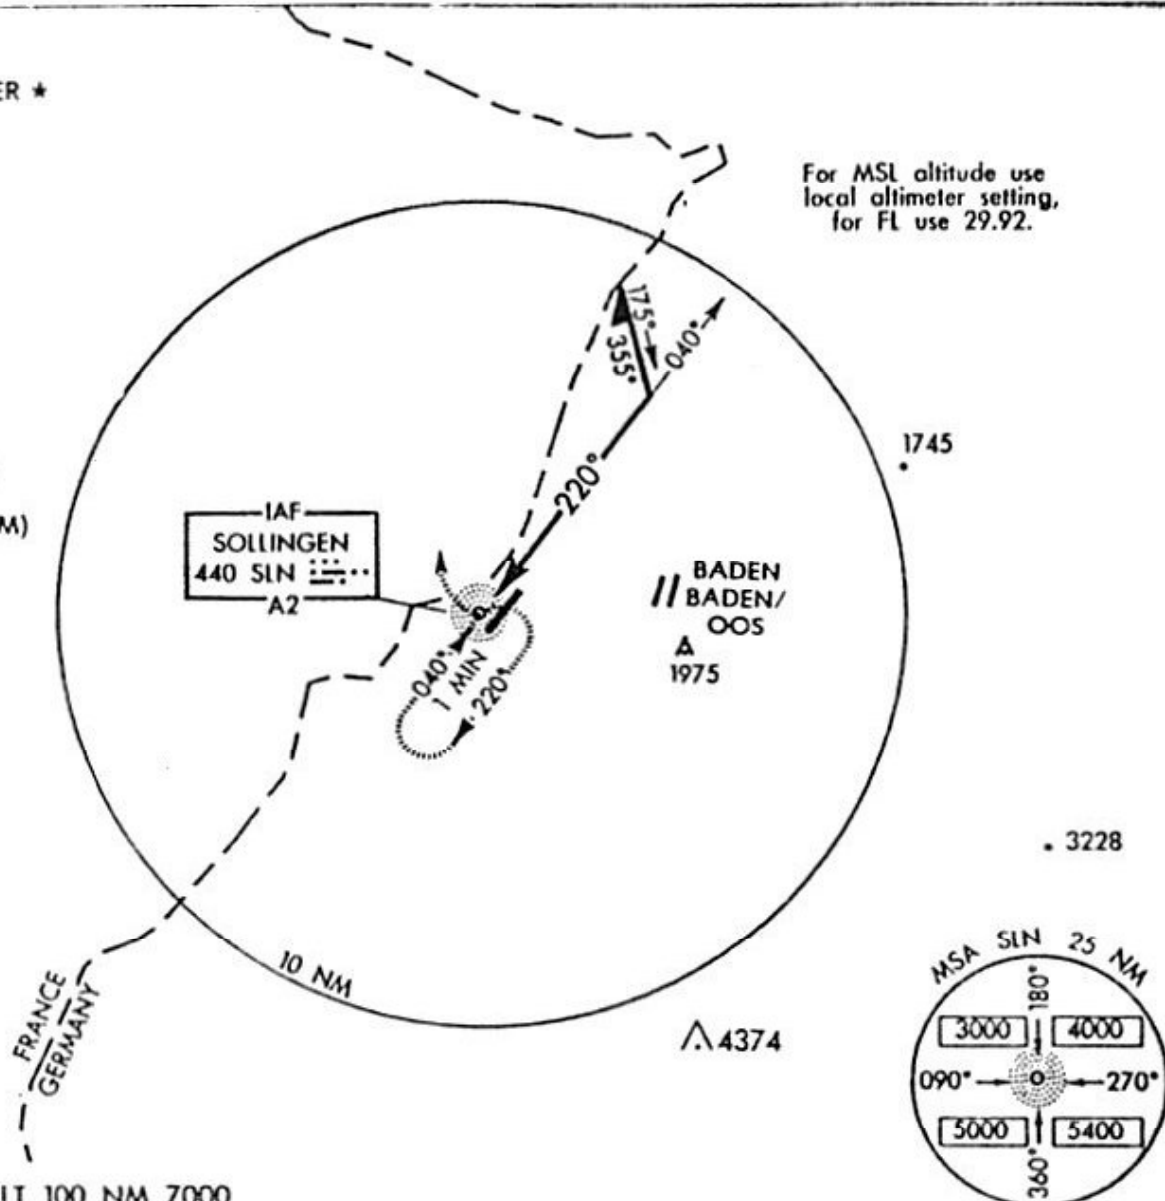 ER *
For MSL altitude use
local altimeter setting,
for FL use 29.92.
175°
355°
040°
1745
220°
M)
IAF
SOLLINGEN
440 SLN
A2
BADEN
BADEN/
OOS
1975
040°
1 MIN
220°
3228
10 NM
FRANCE
GERMANY
4374
MSA SLN 25 NM
180°
3000 4000
090° 270°
5000 5400
360°
LT 100 NM 7000